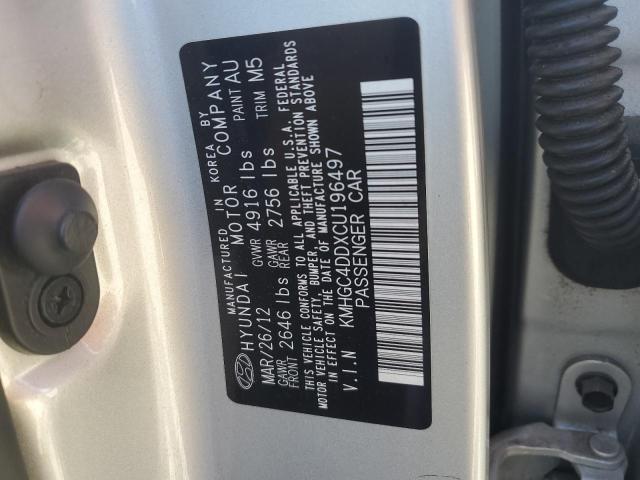 MANUFACTURED IN KOREA BY
HYUNDAI MOTOR COMPANY
MAR/26/12 GVWR 4916 lbs PAINT AU
GAWR FRONT 2646 lbs GAWR REAR 2756 lbs TRIM M5
THIS VEHICLE CONFORMS TO ALL APPLICABLE U.S.A. FEDERAL
MOTOR VEHICLE SAFETY, BUMPER, AND THEFT PREVENTION STANDARDS
IN EFFECT ON THE DATE OF MANUFACTURE SHOWN ABOVE
V.I.N KMHGC4DDXCU196497
PASSENGER CAR